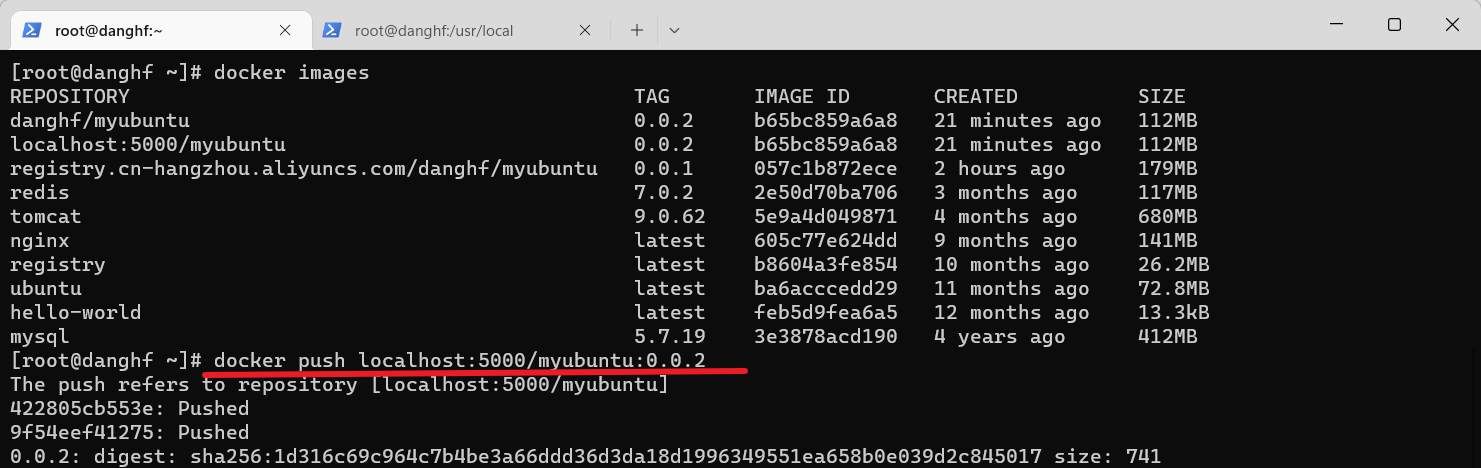 root@danghf:~ root@danghf:/usr/local
[root@danghf ~]# docker images
REPOSITORY TAG IMAGE ID CREATED SIZE
danghf/myubuntu 0.0.2 b65bc859a6a8 21 minutes ago 112MB
localhost:5000/myubuntu 0.0.2 b65bc859a6a8 21 minutes ago 112MB
registry.cn-hangzhou.aliyuncs.com/danghf/myubuntu 0.0.1 057c1b872ece 2 hours ago 179MB
redis 7.0.2 2e50d70ba706 3 months ago 117MB
tomcat 9.0.62 5e9a4d049871 4 months ago 680MB
nginx latest 605c77e624dd 9 months ago 141MB
registry latest b8604a3fe854 10 months ago 26.2MB
ubuntu latest ba6acccedd29 11 months ago 72.8MB
hello-world latest feb5d9fea6a5 12 months ago 13.3kB
mysql 5.7.19 3e3878acd190 4 years ago 412MB
[root@danghf ~]# docker push localhost:5000/myubuntu:0.0.2
The push refers to repository [localhost:5000/myubuntu]
422805cb553e: Pushed
9f54eef41275: Pushed
0.0.2: digest: sha256:1d316c69c964c7b4be3a66ddd36d3da18d1996349551ea658b0e039d2c845017 size: 741